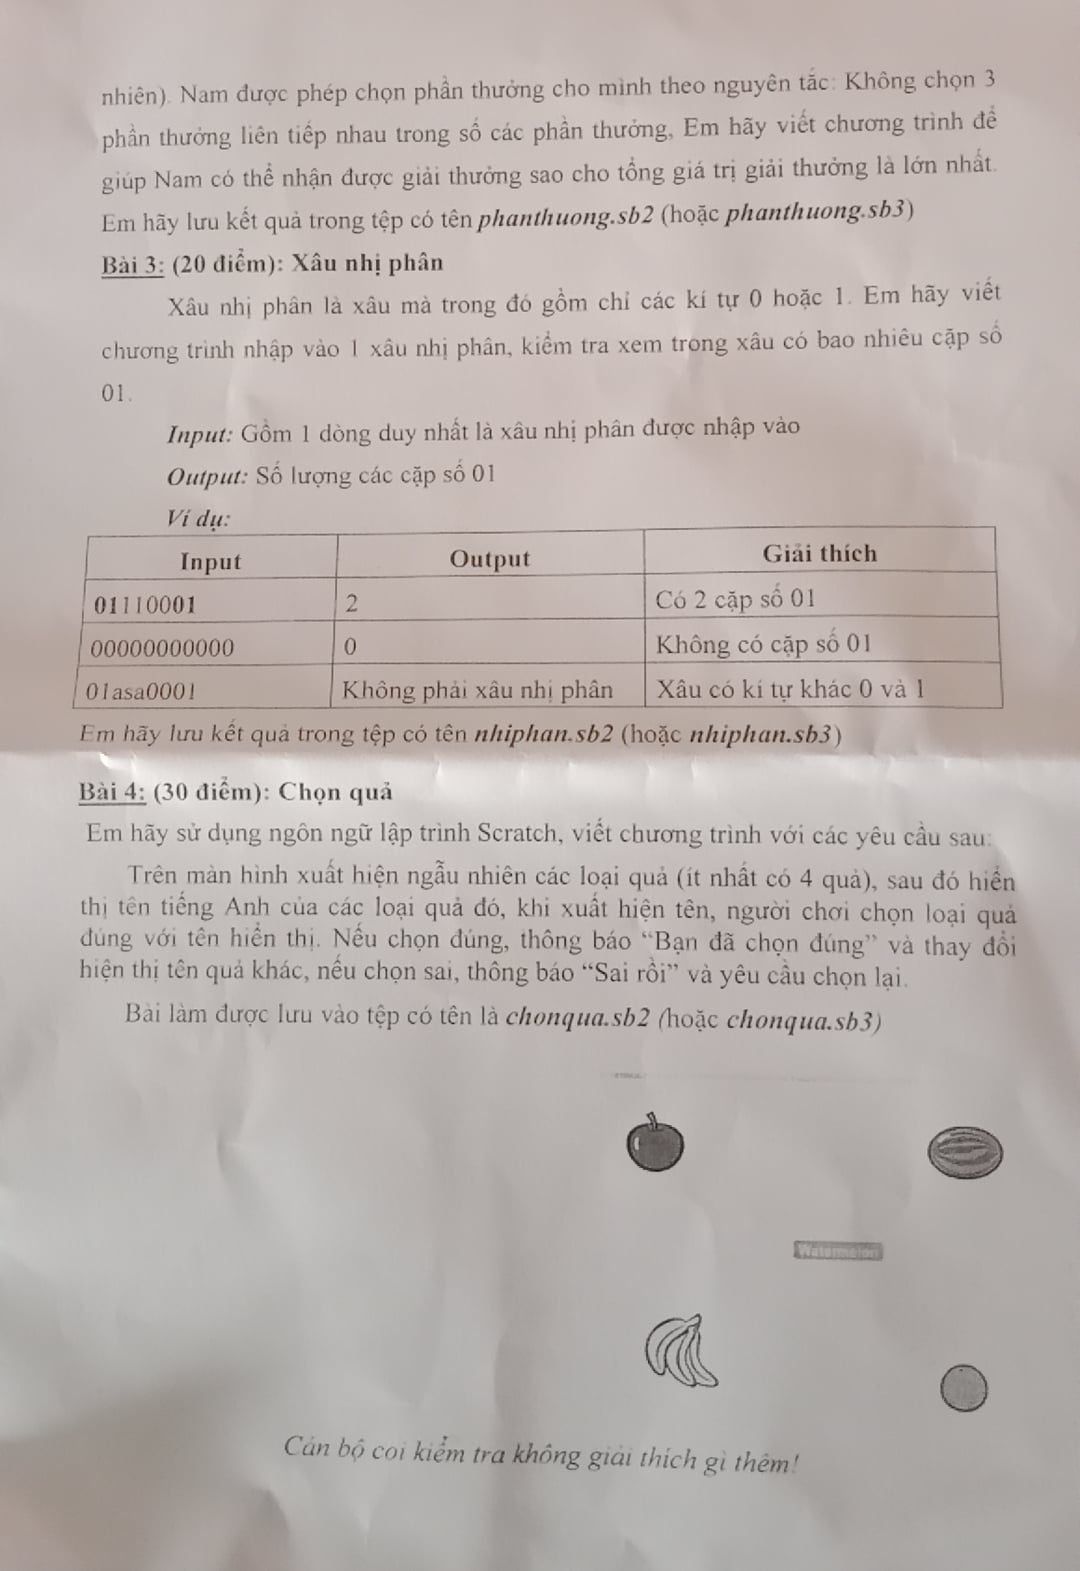 nhiên). Nam được phép chọn phần thưởng cho mình theo nguyên tắc: Không chọn 3
phần thưởng liên tiếp nhau trong số các phần thưởng, Em hãy viết chương trình để
giúp Nam có thể nhận được giải thưởng sao cho tổng giá trị giải thưởng là lớn nhất.
Em hãy lưu kết quả trong tệp có tên phanthuong.sb2 (hoặc phanthuong.sb3)
Bài 3: (20 điểm): Xâu nhị phân
Xâu nhị phân là xâu mà trong đó gồm chỉ các kí tự 0 hoặc 1. Em hãy viết
chương trình nhập vào 1 xâu nhị phân, kiểm tra xem trong xâu có bao nhiêu cặp số
01.
Input: Gồm 1 dòng duy nhất là xâu nhị phân được nhập vào
Output: Số lượng các cặp số 01
Ví dụ:
Input Output Giải thích
01110001 2 Có 2 cặp số 01
00000000000 0 Không có cặp số 01
01asa0001 Không phải xâu nhị phân Xâu có kí tự khác 0 và 1
Em hãy lưu kết quả trong tệp có tên nhiphan.sb2 (hoặc nhiphan.sb3)
Bài 4: (30 điểm): Chọn quả
Em hãy sử dụng ngôn ngữ lập trình Scratch, viết chương trình với các yêu cầu sau:
Trên màn hình xuất hiện ngẫu nhiên các loại quả (ít nhất có 4 quả), sau đó hiển
thị tên tiếng Anh của các loại quả đó, khi xuất hiện tên, người chơi chọn loại quả
đúng với tên hiển thị. Nếu chọn đúng, thông báo “Bạn đã chọn đúng” và thay đổi
hiện thị tên quả khác, nếu chọn sai, thông báo “Sai rồi” và yêu cầu chọn lại.
Bài làm được lưu vào tệp có tên là chonqua.sb2 (hoặc chonqua.sb3)
Watermelon
Cán bộ coi kiểm tra không giải thích gì thêm!